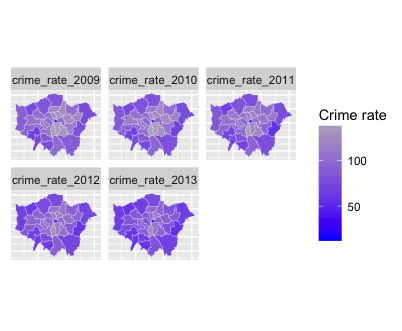 crime_rate_2009
crime_rate_2010
crime_rate_2011
crime_rate_2012
crime_rate_2013
Crime rate
100
50